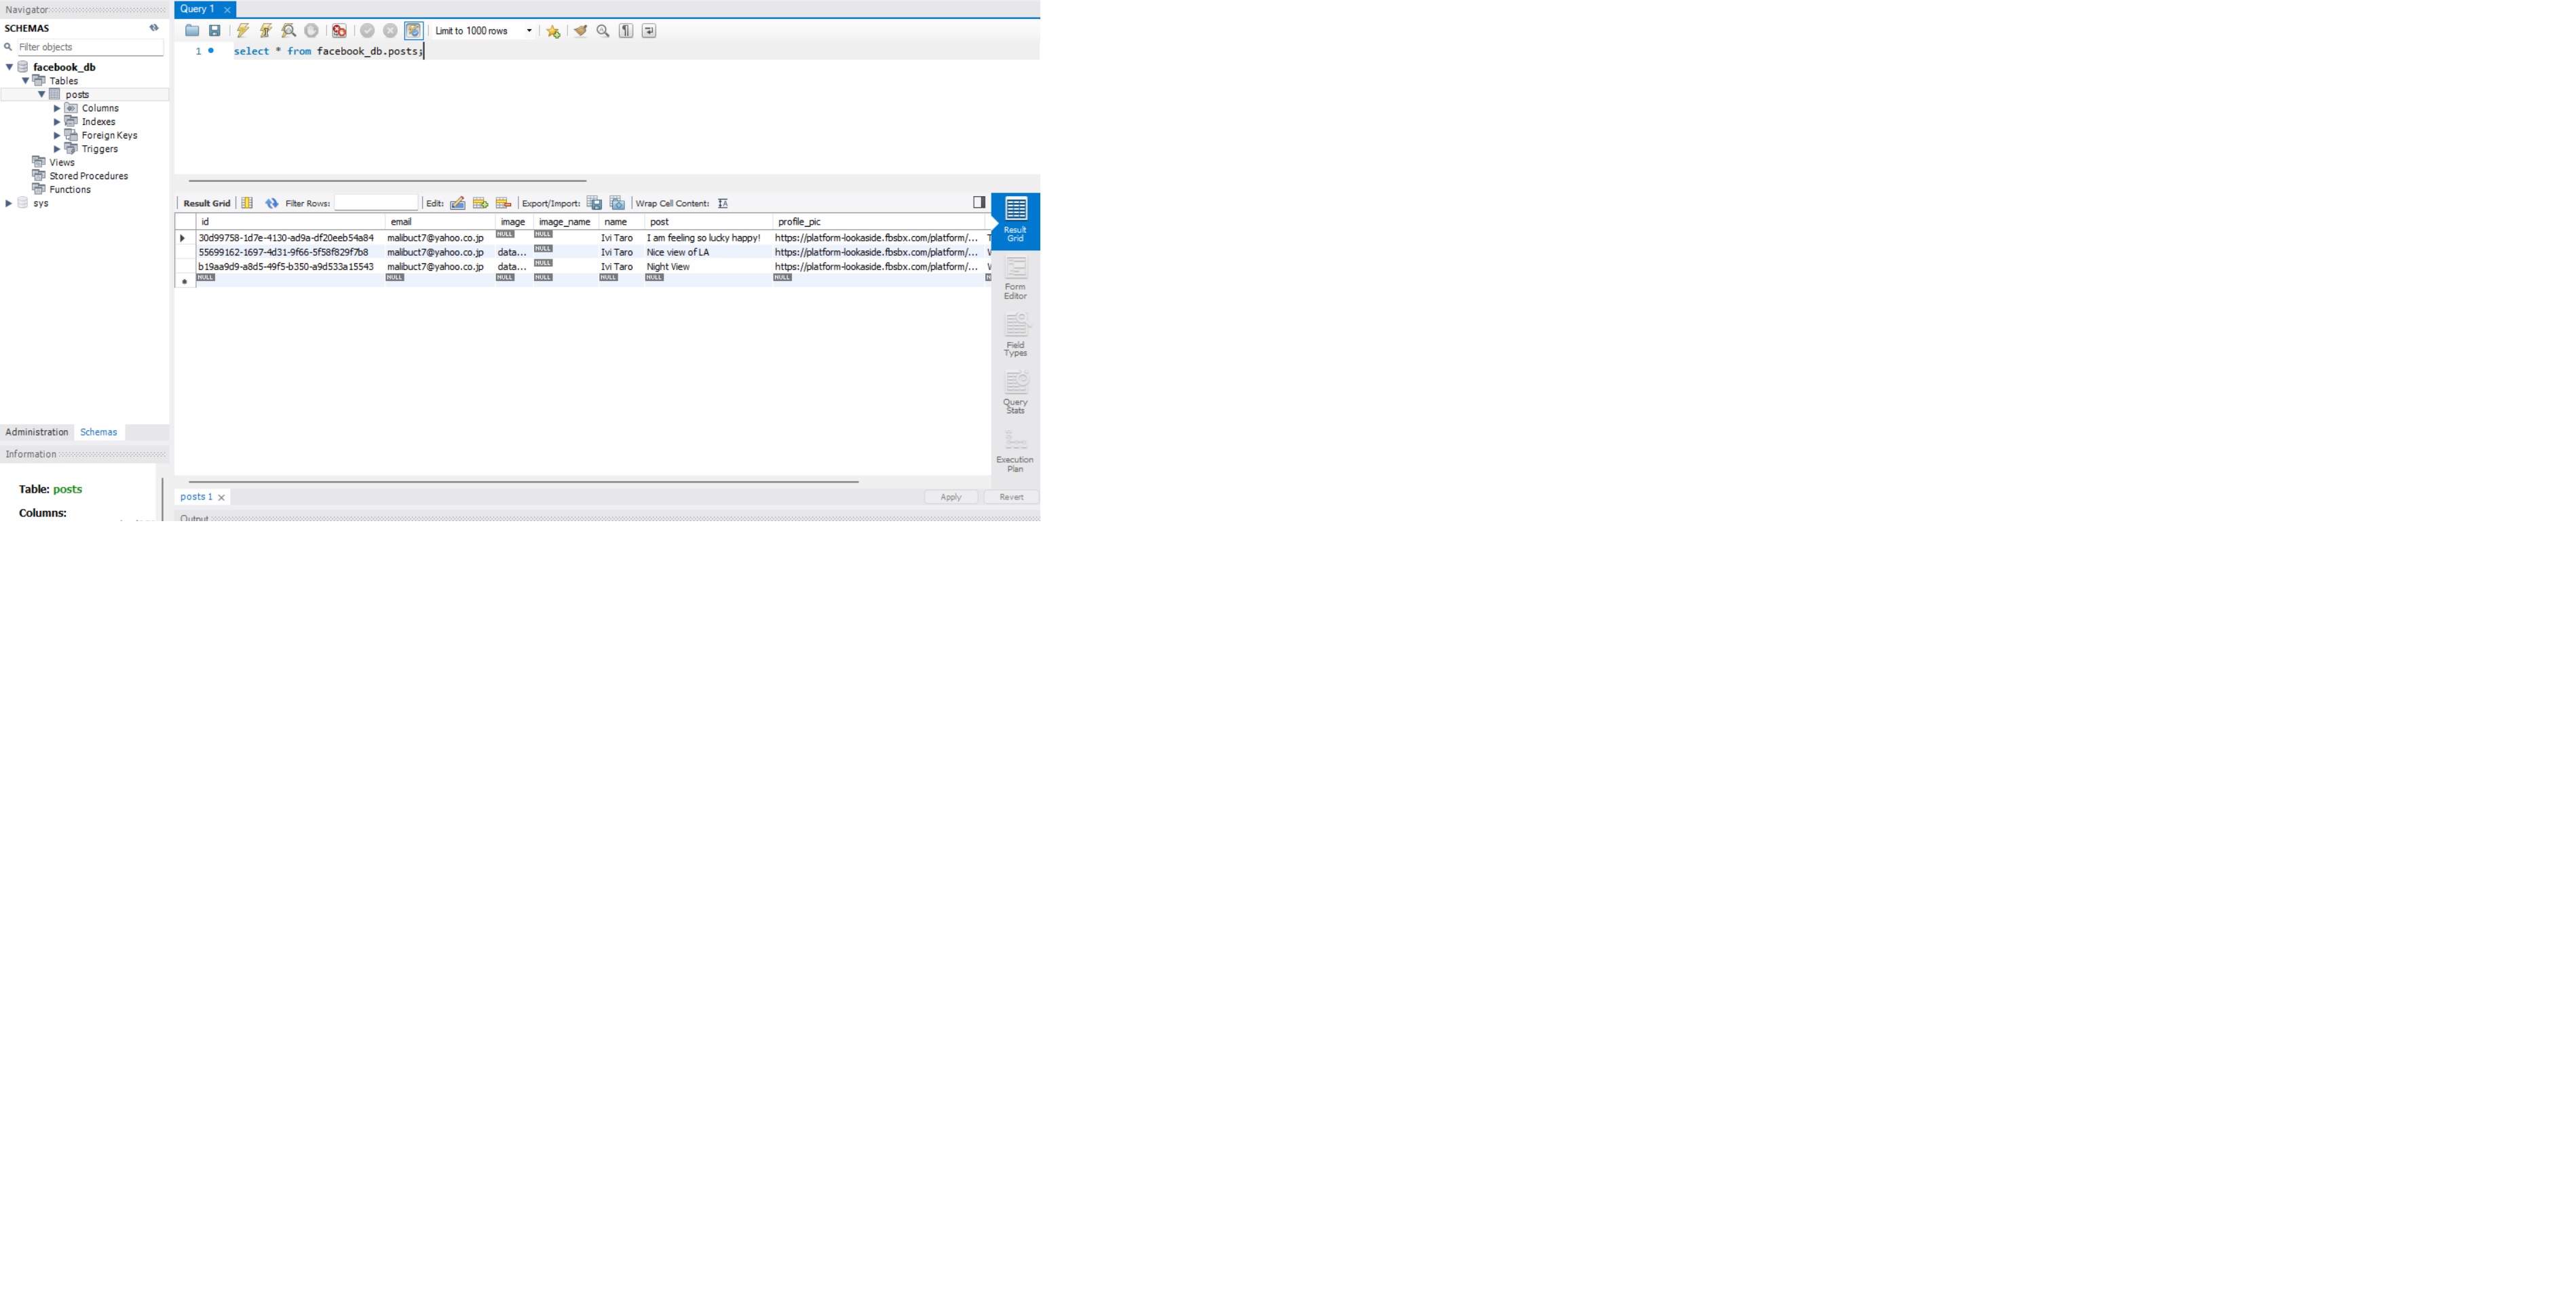 Navigator
SCHEMAS
Filter objects
facebook_db
Tables
posts
Columns
Indexes
Foreign Keys
Triggers
Views
Stored Procedures
Functions
sys
Administration Schemas
Information
Table: posts
Columns:
Query 1
Limit to 1000 rows
1 select * from facebook_db.posts;
Result Grid Filter Rows: Edit: Export/Import: Wrap Cell Content:
id email image image_name name post profile_pic
30d99758-1d7e-4130-ad9a-df20eeb54a84 malibuct7@yahoo.co.jp NULL NULL Ivi Taro I am feeling so lucky happy! https://platform-lookaside.fbsbx.com/platform/... T
55699162-1697-4d31-9f66-5f58f829f7b8 malibuct7@yahoo.co.jp data... NULL Ivi Taro Nice view of LA https://platform-lookaside.fbsbx.com/platform/...
b19aa9d9-a8d5-49f5-b350-a9d533a15543 malibuct7@yahoo.co.jp data... NULL Ivi Taro Night View https://platform-lookaside.fbsbx.com/platform/...
NULL NULL NULL NULL NULL NULL NULL
Result
Grid
Form
Editor
Field
Types
Query
Stats
Execution
Plan
posts 1 Apply Revert
Output